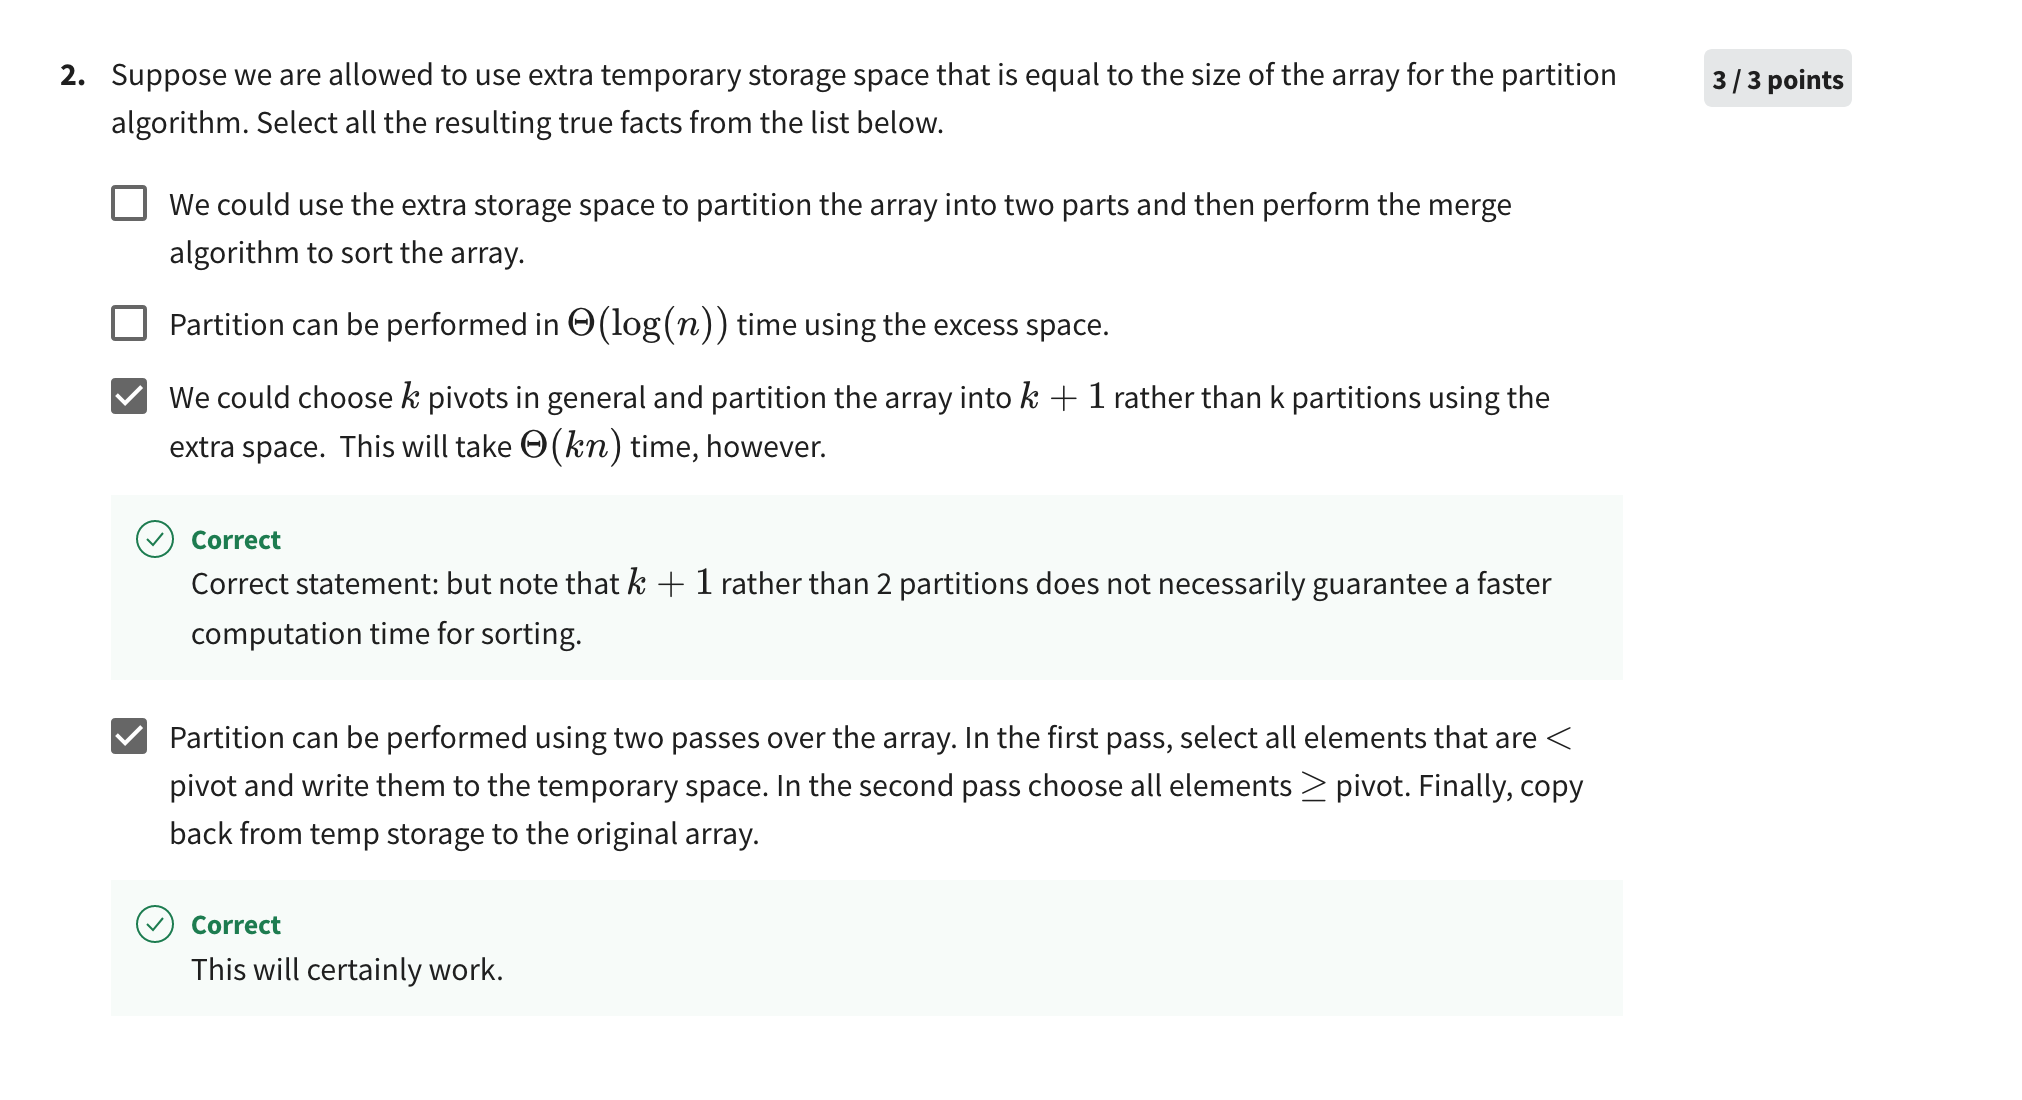 2. Suppose we are allowed to use extra temporary storage space that is equal to the size of the array for the partition
algorithm. Select all the resulting true facts from the list below.
3 / 3 points
We could use the extra storage space to partition the array into two parts and then perform the merge
algorithm to sort the array.
Partition can be performed in Θ(log(n)) time using the excess space.
We could choose k pivots in general and partition the array into k + 1 rather than k partitions using the
extra space. This will take Θ(kn) time, however.
Correct
Correct statement: but note that k + 1 rather than 2 partitions does not necessarily guarantee a faster
computation time for sorting.
Partition can be performed using two passes over the array. In the first pass, select all elements that are <
pivot and write them to the temporary space. In the second pass choose all elements ≥ pivot. Finally, copy
back from temp storage to the original array.
Correct
This will certainly work.